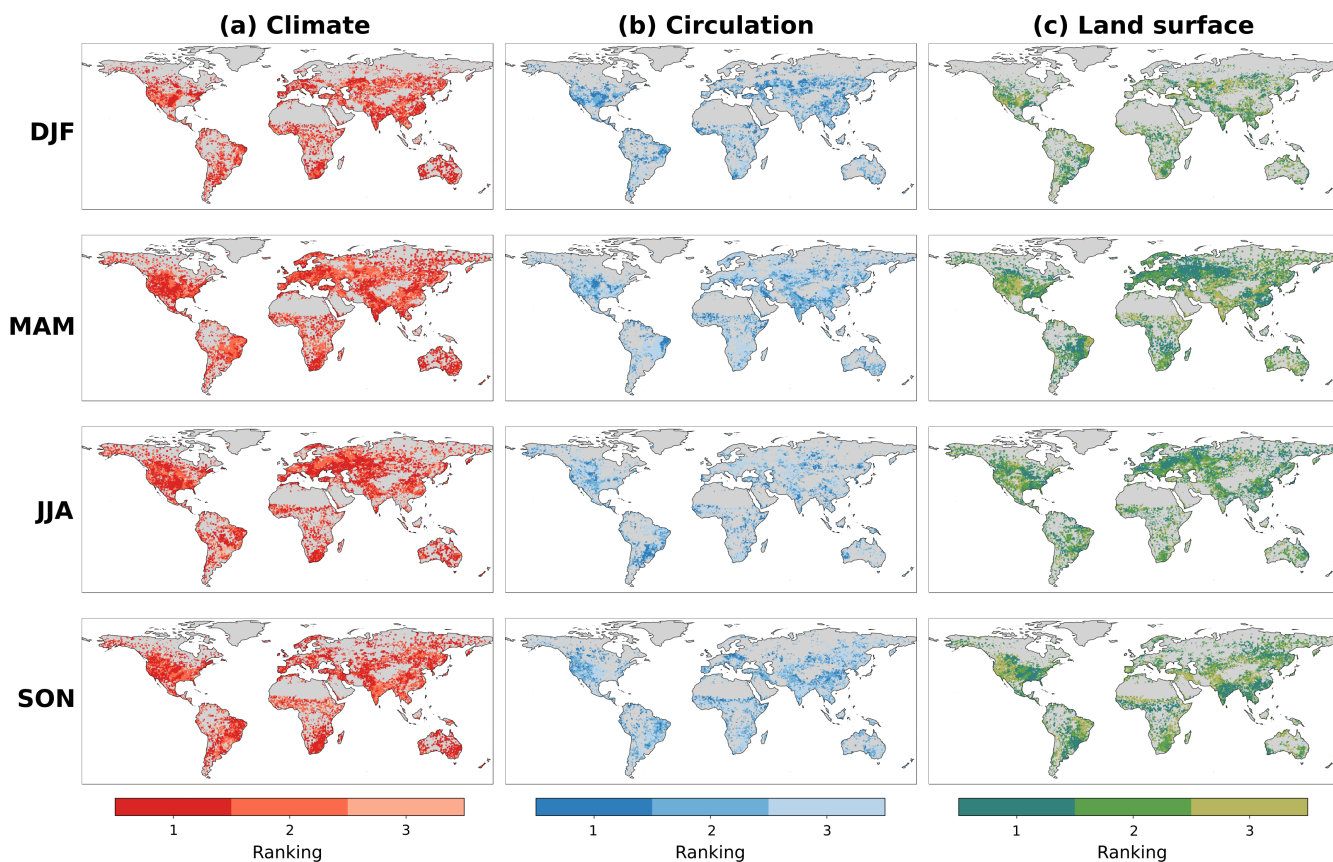 (a) Climate
(b) Circulation
(c) Land surface
DJF
MAM
JJA
SON
1 2 3
Ranking
1 2 3
Ranking
1 2 3
Ranking